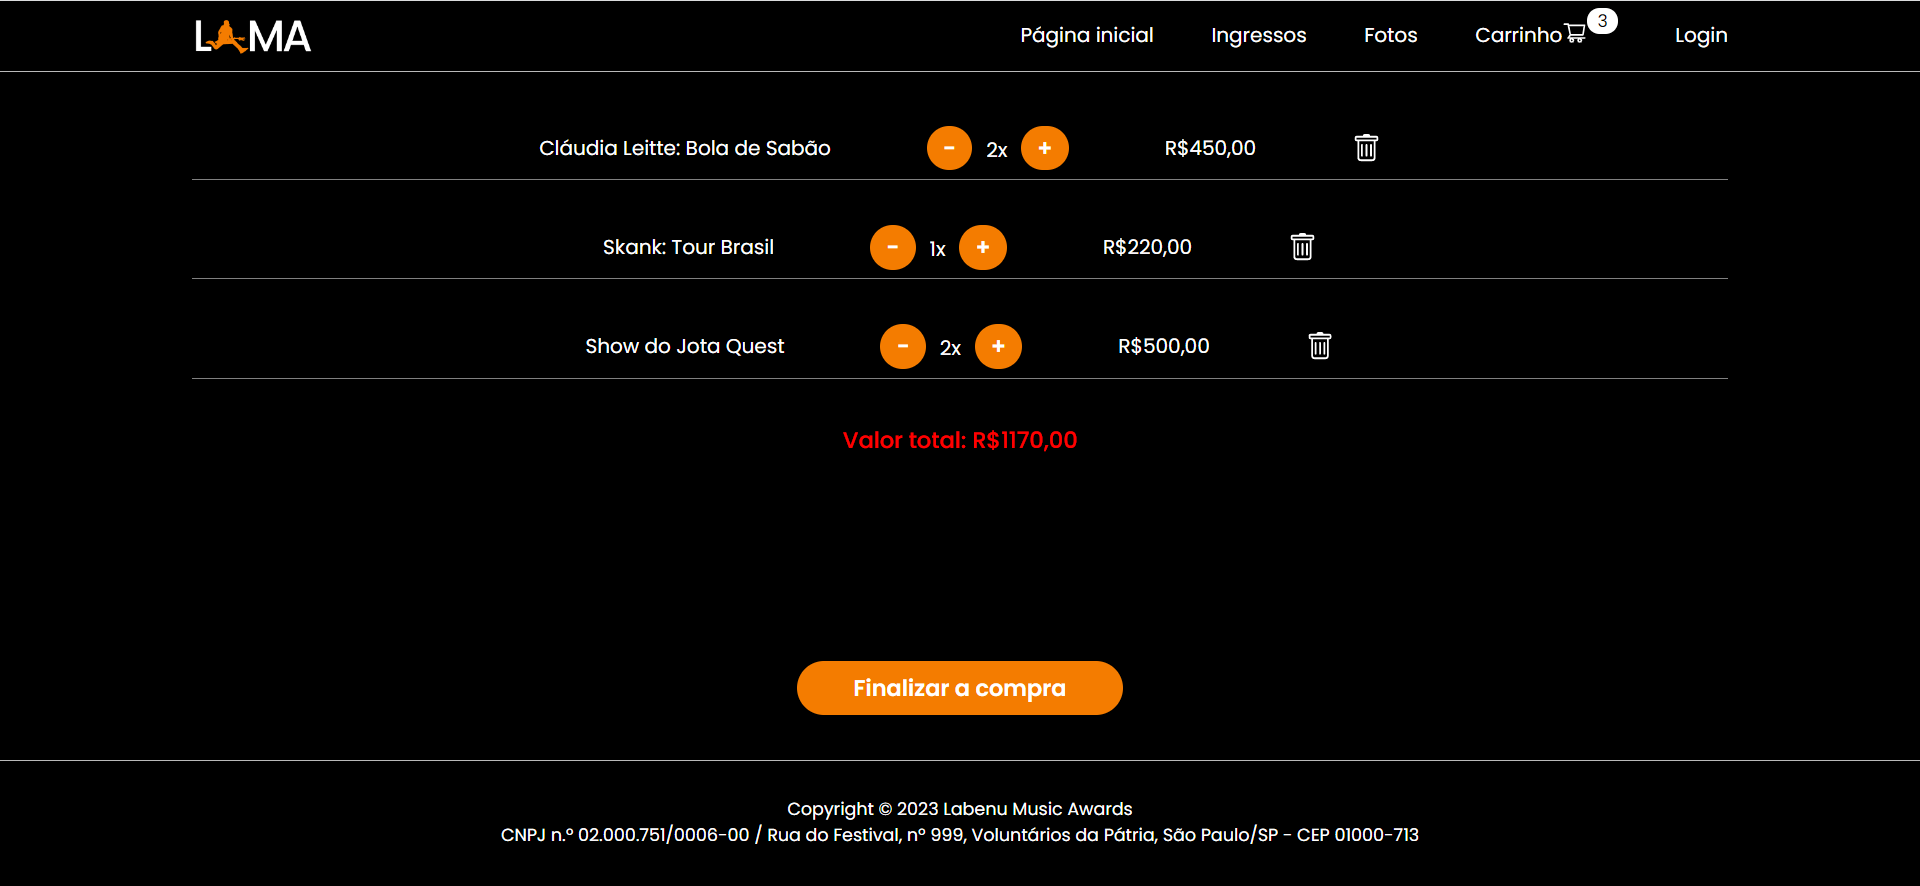 LAMA Página inicial Ingressos Fotos Carrinho 3 Login
Cláudia Leitte: Bola de Sabão - 2x + R$450,00
Skank: Tour Brasil - 1x + R$220,00
Show do Jota Quest - 2x + R$500,00
Valor total: R$1170,00
Finalizar a compra
Copyright © 2023 Labenu Music Awards
CNPJ n.º 02.000.751/0006-00 / Rua do Festival, nº 999, Voluntários da Pátria, São Paulo/SP - CEP 01000-713